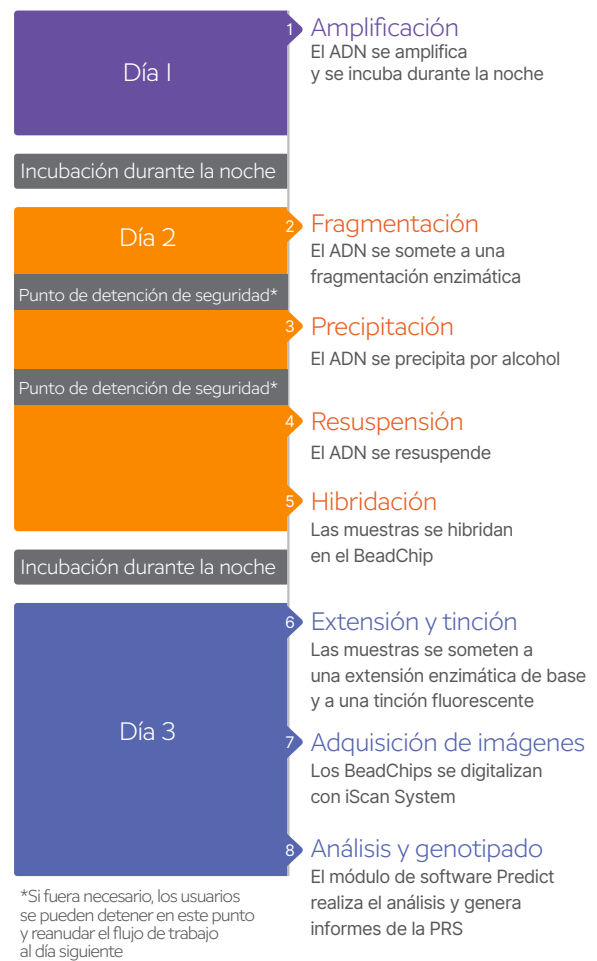 Día 1
1
Amplificación
El ADN se amplifica
y se incuba durante la noche
Incubación durante la noche
Día 2
2
Fragmentación
El ADN se somete a una
fragmentación enzimática
Punto de detención de seguridad*
3
Precipitación
El ADN se precipita por alcohol
Punto de detención de seguridad*
4
Resuspensión
El ADN se resuspende
5
Hibridación
Las muestras se hibridan
en el BeadChip
Incubación durante la noche
Día 3
6
Extensión y tinción
Las muestras se someten a
una extensión enzimática de base
y a una tinción fluorescente
7
Adquisición de imágenes
Los BeadChips se digitalizan
con iScan System
8
Análisis y genotipado
El módulo de software Predict
realiza el análisis y genera
informes de la PRS
*Si fuera necesario, los usuarios
se pueden detener en este punto
y reanudar el flujo de trabajo
al día siguiente